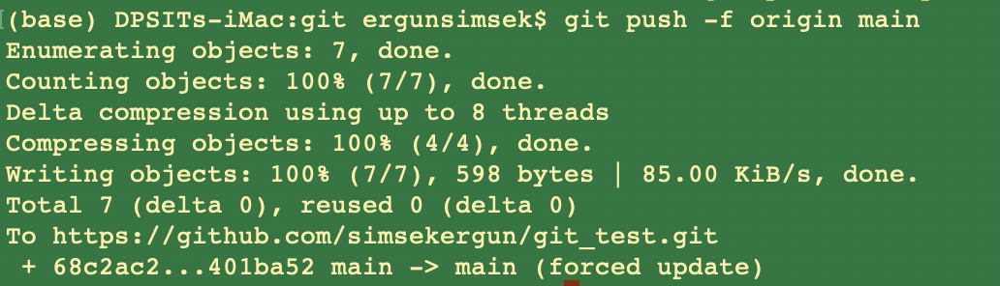 (base) DPSITs-iMac:git ergunsimsek$ git push -f origin main
Enumerating objects: 7, done.
Counting objects: 100% (7/7), done.
Delta compression using up to 8 threads
Compressing objects: 100% (4/4), done.
Writing objects: 100% (7/7), 598 bytes | 85.00 KiB/s, done.
Total 7 (delta 0), reused 0 (delta 0)
To https://github.com/simsekergun/git_test.git
 + 68c2ac2...401ba52 main -> main (forced update)